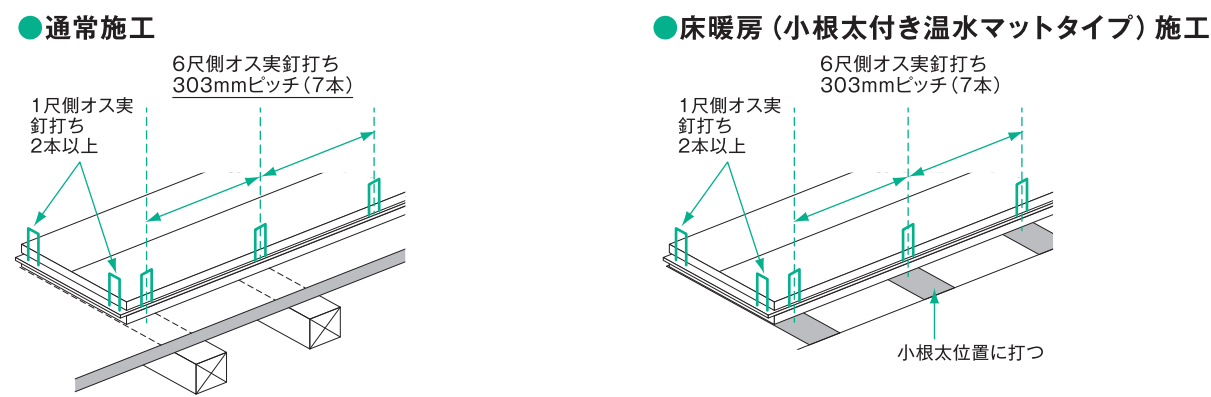 ●通常施工
6尺側オス実釘打ち
303mmピッチ（7本）
1尺側オス実
釘打ち
2本以上
●床暖房（小根太付き温水マットタイプ）施工
6尺側オス実釘打ち
303mmピッチ（7本）
1尺側オス実
釘打ち
2本以上
小根太位置に打つ